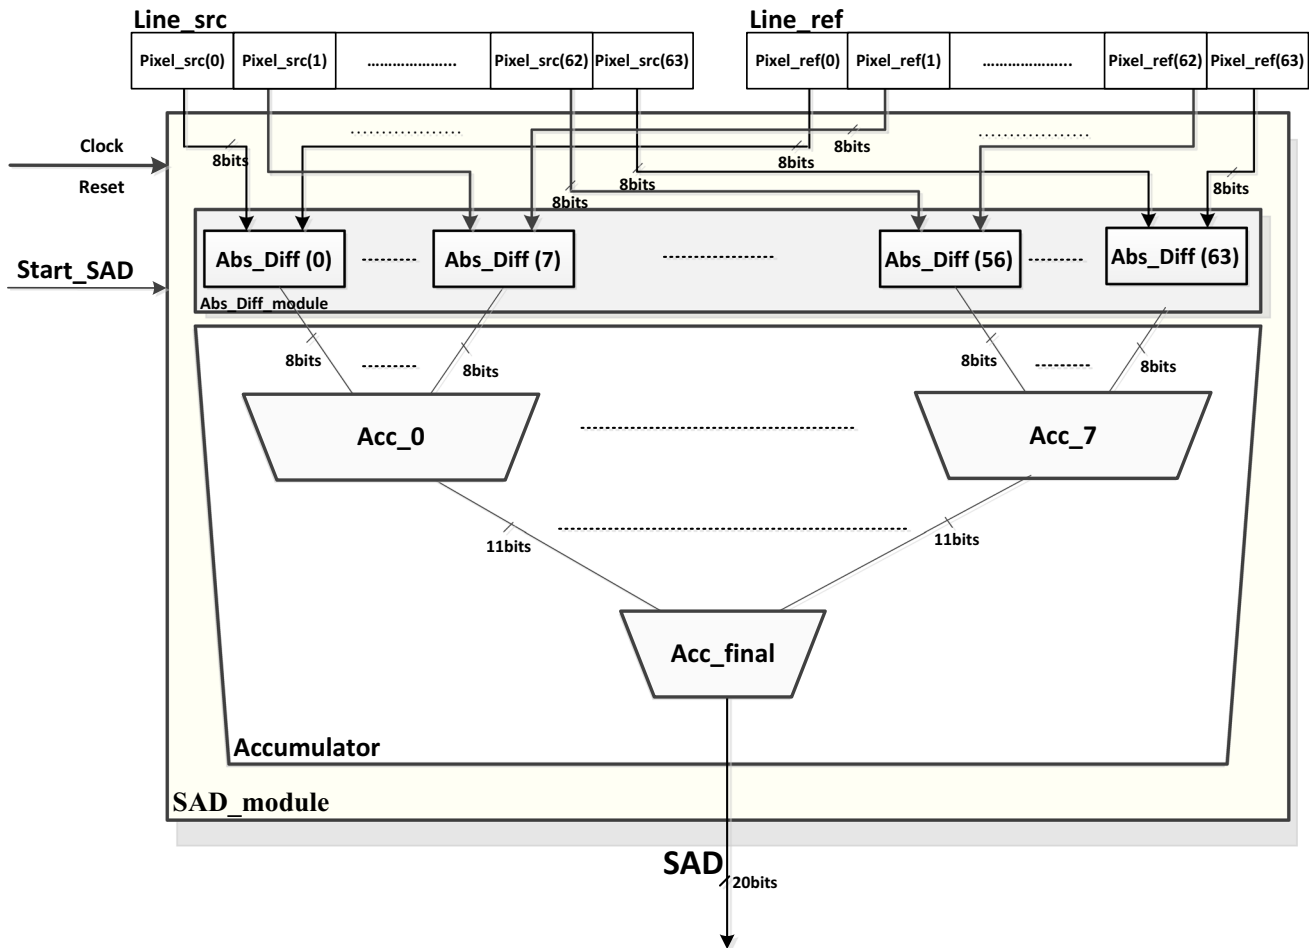 Line_src
Line_ref
Pixel_src(0) Pixel_src(1) ………………... Pixel_src(62) Pixel_src(63)
Pixel_ref(0) Pixel_ref(1) ………………... Pixel_ref(62) Pixel_ref(63)
Clock
Reset
8bits
8bits
8bits
8bits
8bits
8bits
Start_SAD
Abs_Diff (0) Abs_Diff (7) Abs_Diff (56) Abs_Diff (63)
Abs_Diff_module
8bits
8bits
8bits
8bits
Acc_0
Acc_7
11bits
11bits
Acc_final
Accumulator
SAD_module
SAD
20bits